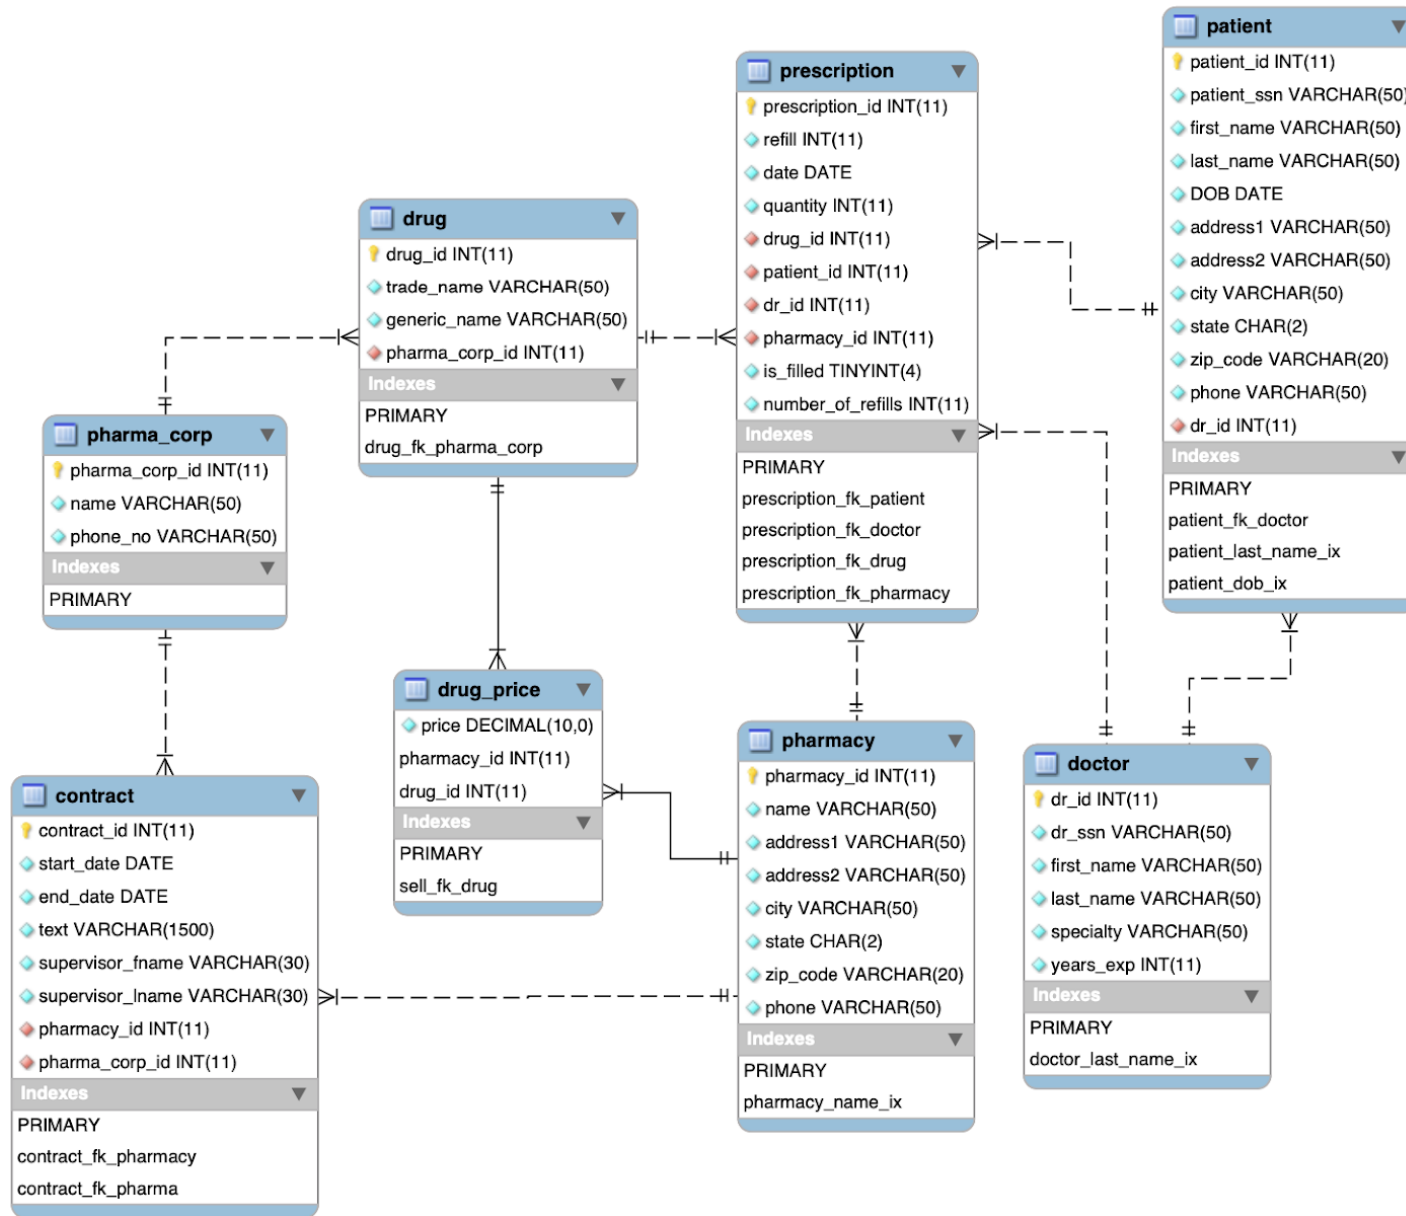 patient
patient_id INT(11)
patient_ssn VARCHAR(50)
first_name VARCHAR(50)
last_name VARCHAR(50)
DOB DATE
address1 VARCHAR(50)
address2 VARCHAR(50)
city VARCHAR(50)
state CHAR(2)
zip_code VARCHAR(20)
phone VARCHAR(50)
dr_id INT(11)
Indexes
PRIMARY
patient_fk_doctor
patient_last_name_ix
patient_dob_ix
prescription
prescription_id INT(11)
refill INT(11)
date DATE
quantity INT(11)
drug_id INT(11)
patient_id INT(11)
dr_id INT(11)
pharmacy_id INT(11)
is_filled TINYINT(4)
number_of_refills INT(11)
Indexes
PRIMARY
prescription_fk_patient
prescription_fk_doctor
prescription_fk_drug
prescription_fk_pharmacy
drug
drug_id INT(11)
trade_name VARCHAR(50)
generic_name VARCHAR(50)
pharma_corp_id INT(11)
Indexes
PRIMARY
drug_fk_pharma_corp
pharma_corp
pharma_corp_id INT(11)
name VARCHAR(50)
phone_no VARCHAR(50)
Indexes
PRIMARY
drug_price
price DECIMAL(10,0)
pharmacy_id INT(11)
drug_id INT(11)
Indexes
PRIMARY
sell_fk_drug
pharmacy
pharmacy_id INT(11)
name VARCHAR(50)
address1 VARCHAR(50)
address2 VARCHAR(50)
city VARCHAR(50)
state CHAR(2)
zip_code VARCHAR(20)
phone VARCHAR(50)
Indexes
PRIMARY
pharmacy_name_ix
doctor
dr_id INT(11)
dr_ssn VARCHAR(50)
first_name VARCHAR(50)
last_name VARCHAR(50)
specialty VARCHAR(50)
years_exp INT(11)
Indexes
PRIMARY
doctor_last_name_ix
contract
contract_id INT(11)
start_date DATE
end_date DATE
text VARCHAR(1500)
supervisor_fname VARCHAR(30)
supervisor_lname VARCHAR(30)
pharmacy_id INT(11)
pharma_corp_id INT(11)
Indexes
PRIMARY
contract_fk_pharmacy
contract_fk_pharma